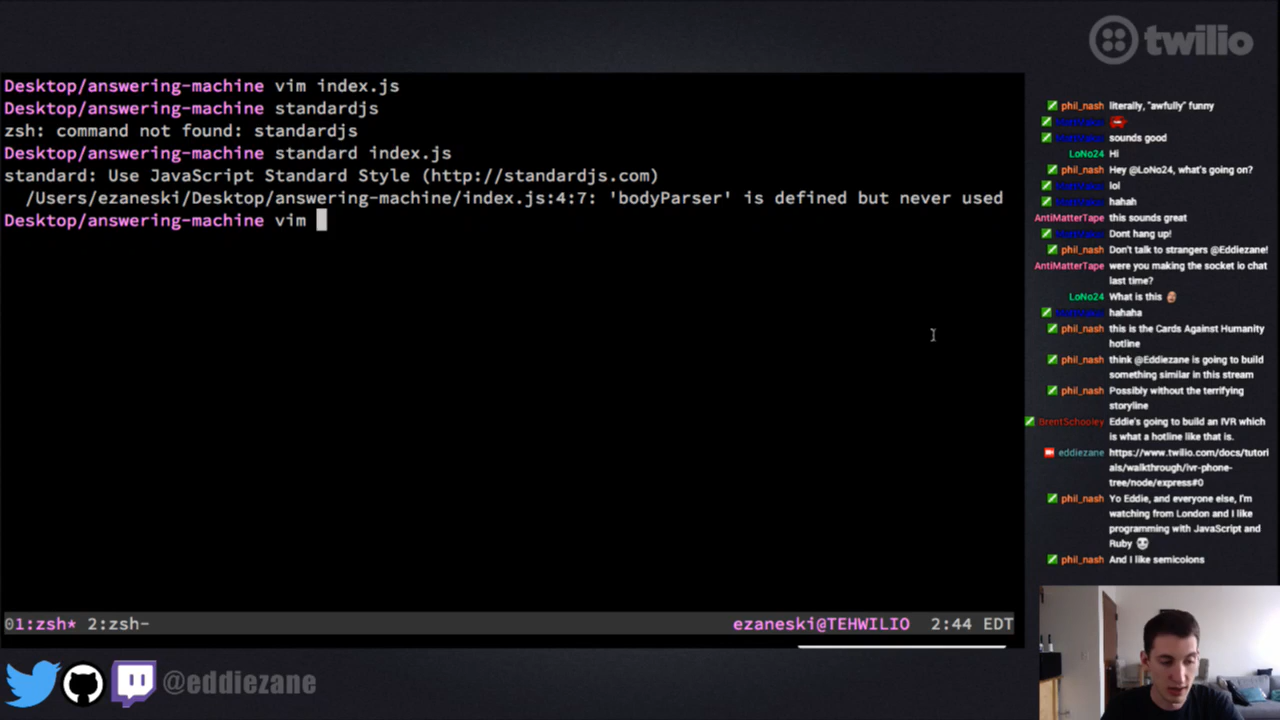 twilio
Desktop/answering-machine vim index.js
Desktop/answering-machine standardjs
zsh: command not found: standardjs
Desktop/answering-machine standard index.js
standard: Use JavaScript Standard Style (http://standardjs.com)
/Users/ezaneski/Desktop/answering-machine/index.js:4:7: 'bodyParser' is defined but never used
Desktop/answering-machine vim
01:zsh* 2:zsh-
ezaneski@TEHWILIO 2:44 EDT
phil_nash literally, "awfully" funny
sounds good
LoNo24 Hi
phil_nash Hey @LoNo24, what's going on?
lol
hahah
AntiMatterTape this sounds great
Dont hang up!
phil_nash Don't talk to strangers @Eddiezane!
AntiMatterTape were you making the socket io chat
last time?
LoNo24 What is this
hahaha
phil_nash this is the Cards Against Humanity
hotline
phil_nash think @Eddiezane is going to build
something similar in this stream
phil_nash Possibly without the terrifying
storyline
BrentSchooley Eddie's going to build an IVR which
is what a hotline like that is.
eddiezane https://www.twilio.com/docs/tutori
als/walkthrough/ivr-phone-
tree/node/express#0
phil_nash Yo Eddie, and everyone else, I'm
watching from London and I like
programming with JavaScript and
Ruby
phil_nash And I like semicolons
@eddiezane